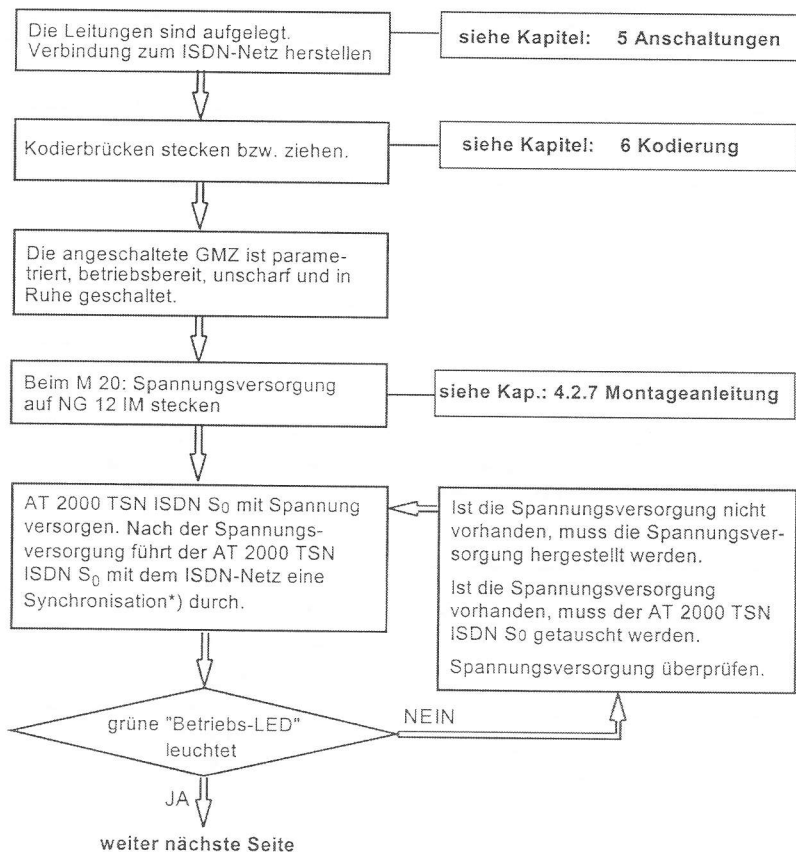 Die Leitungen sind aufgelegt.
Verbindung zum ISDN-Netz herstellen
siehe Kapitel: 5 Anschaltungen
Kodierbrücken stecken bzw. ziehen.
siehe Kapitel: 6 Kodierung
Die angeschaltete GMZ ist parame-
triert, betriebsbereit, unscharf und in
Ruhe geschaltet.
Beim M 20: Spannungsversorgung
auf NG 12 IM stecken
siehe Kap.: 4.2.7 Montageanleitung
AT 2000 TSN ISDN S0 mit Spannung
versorgen. Nach der Spannungs-
versorgung führt der AT 2000 TSN
ISDN S0 mit dem ISDN-Netz eine
Synchronisation*) durch.
Ist die Spannungsversorgung nicht
vorhanden, muss die Spannungsver-
sorgung hergestellt werden.
Ist die Spannungsversorgung
vorhanden, muss der AT 2000 TSN
ISDN S0 getauscht werden.
Spannungsversorgung überprüfen.
grüne "Betriebs-LED"
leuchtet
NEIN
JA
weiter nächste Seite